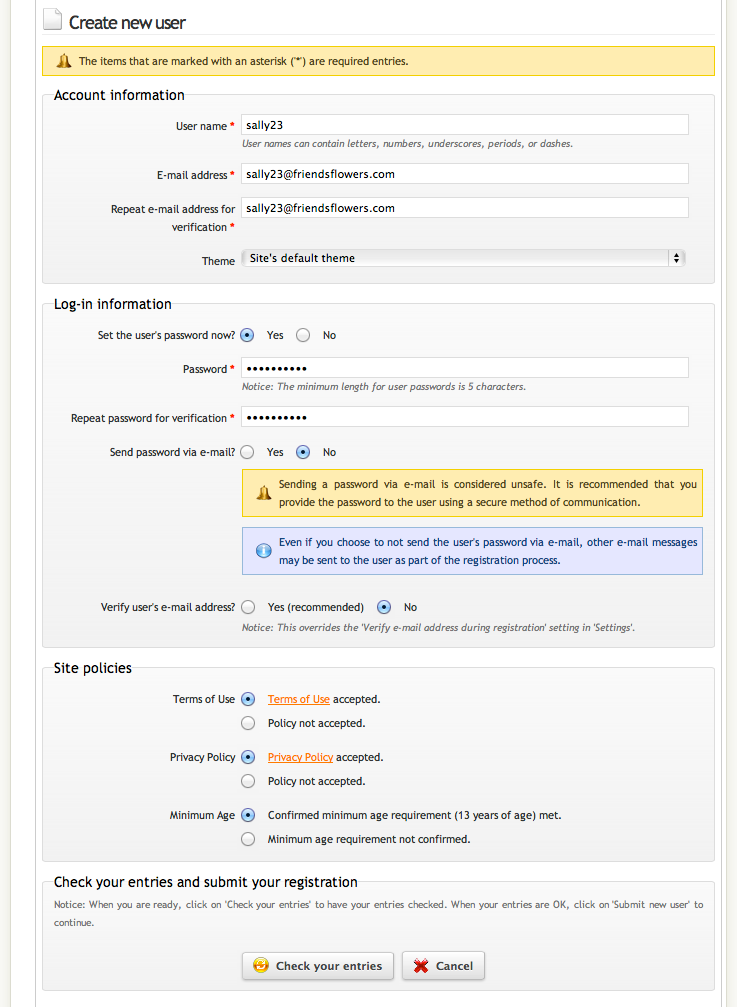 Create new user
The items that are marked with an asterisk ('*') are required entries.
Account information
User name * sally23
User names can contain letters, numbers, underscores, periods, or dashes.
E-mail address * sally23@friendsflowers.com
Repeat e-mail address for sally23@friendsflowers.com
verification *
Theme Site's default theme
Log-in information
Set the user's password now? Yes No
Password * ••••••••••
Notice: The minimum length for user passwords is 5 characters.
Repeat password for verification * ••••••••••
Send password via e-mail? Yes No
Sending a password via e-mail is considered unsafe. It is recommended that you
provide the password to the user using a secure method of communication.
Even if you choose to not send the user's password via e-mail, other e-mail messages
may be sent to the user as part of the registration process.
Verify user's e-mail address? Yes (recommended) No
Notice: This overrides the 'Verify e-mail address during registration' setting in 'Settings'.
Site policies
Terms of Use Terms of Use accepted.
Policy not accepted.
Privacy Policy Privacy Policy accepted.
Policy not accepted.
Minimum Age Confirmed minimum age requirement (13 years of age) met.
Minimum age requirement not confirmed.
Check your entries and submit your registration
Notice: When you are ready, click on 'Check your entries' to have your entries checked. When your entries are OK, click on 'Submit new user' to
continue.
Check your entries Cancel